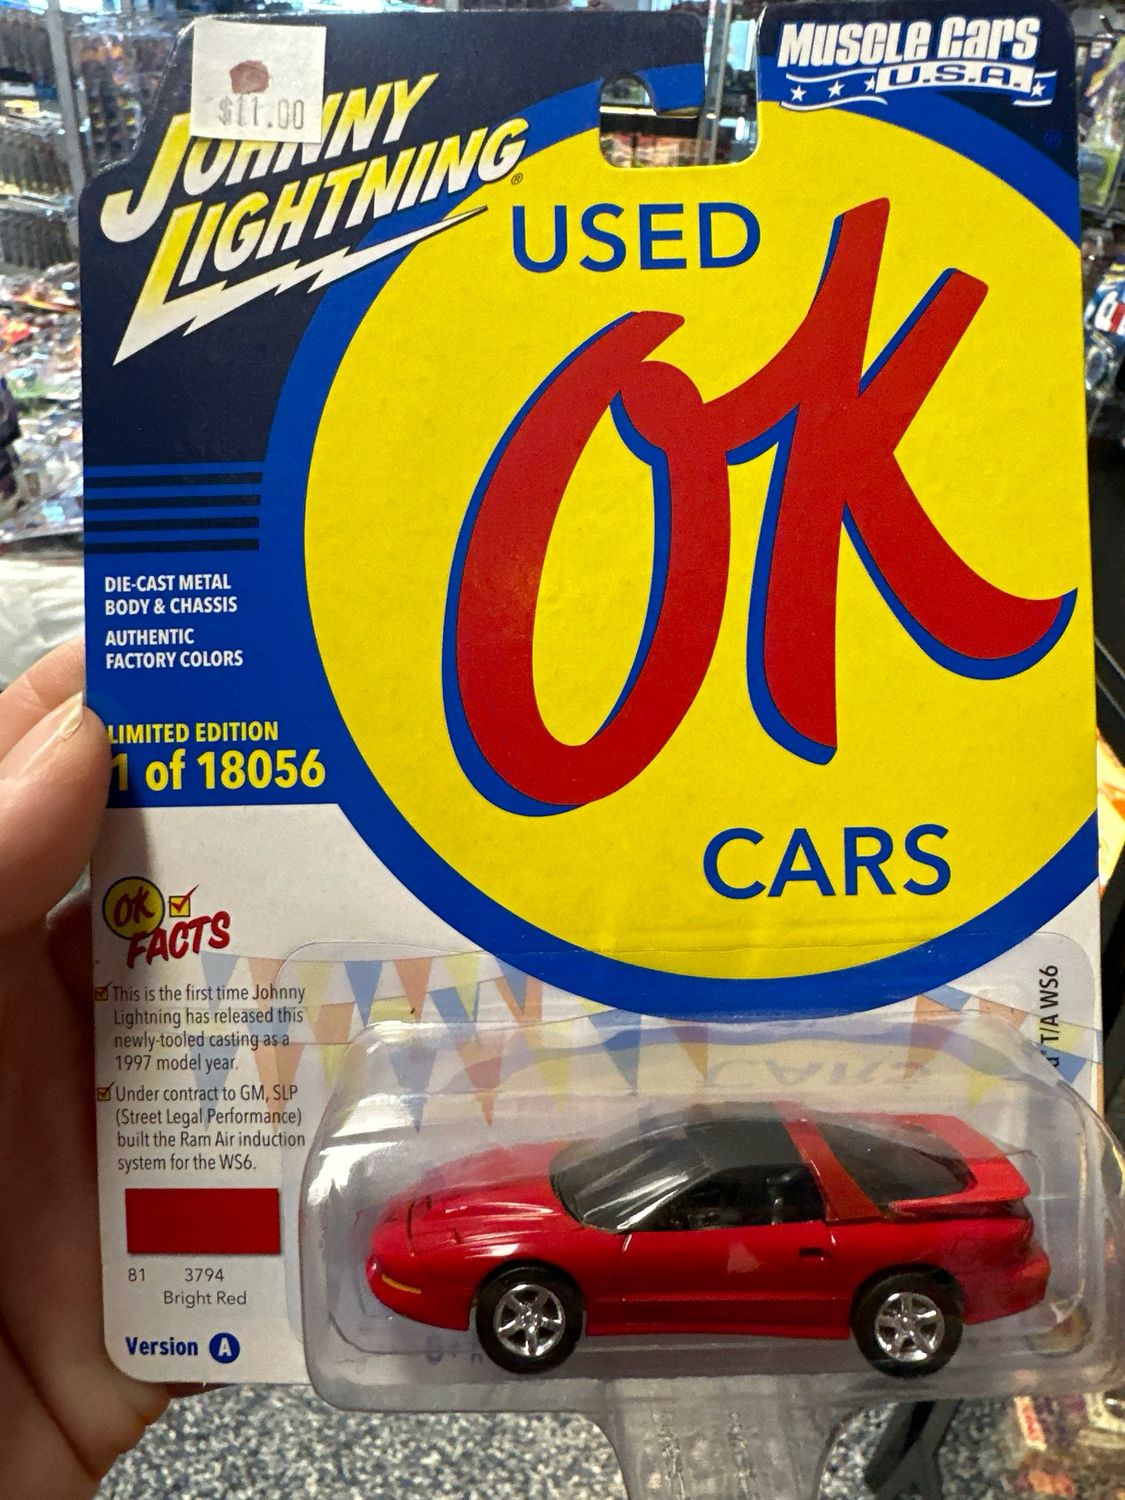 $11.00
JOHNNY
LIGHTNING®
MUSCLE CARS
U.S.A.
USED
OK
CARS
DIE-CAST METAL
BODY & CHASSIS
AUTHENTIC
FACTORY COLORS
LIMITED EDITION
1 of 18056
OK
FACTS
This is the first time Johnny
Lightning has released this
newly-tooled casting as a
1997 model year.
Under contract to GM, SLP
(Street Legal Performance)
built the Ram Air induction
system for the WS6.
81 3794
Bright Red
Version A
T/A WS6